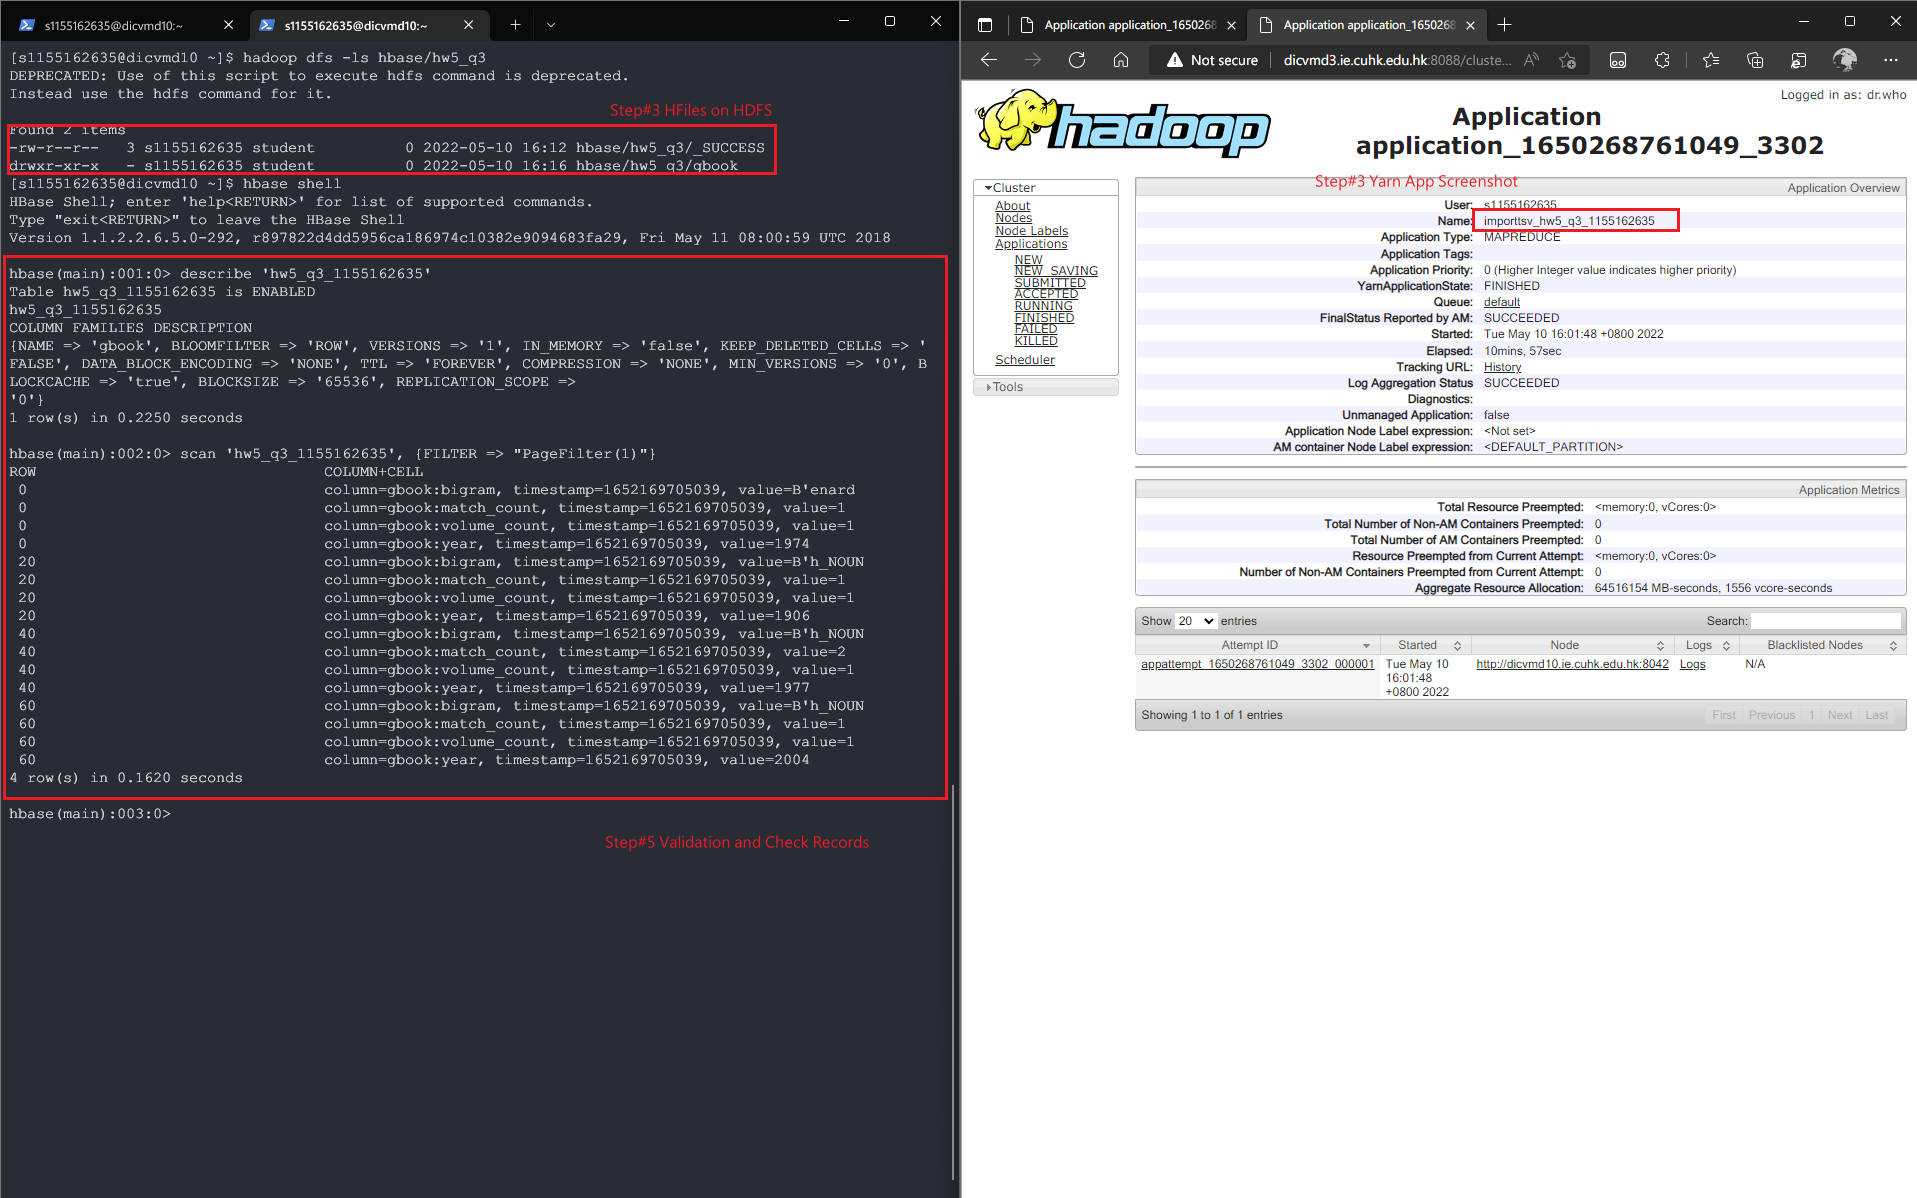 s1155162635@dicvmd10:~
s1155162635@dicvmd10:~
[s1155162635@dicvmd10 ~]$ hadoop dfs -ls hbase/hw5_q3
DEPRECATED: Use of this script to execute hdfs command is deprecated.
Instead use the hdfs command for it.
Step#3 HFiles on HDFS
Found 2 items
-rw-r--r--   3 s1155162635 student          0 2022-05-10 16:12 hbase/hw5_q3/_SUCCESS
drwxr-xr-x   - s1155162635 student          0 2022-05-10 16:16 hbase/hw5_q3/gbook
[s1155162635@dicvmd10 ~]$ hbase shell
HBase Shell; enter 'help<RETURN>' for list of supported commands.
Type "exit<RETURN>" to leave the HBase Shell
Version 1.1.2.2.6.5.0-292, r897822d4dd5956ca186974c10382e9094683fa29, Fri May 11 08:00:59 UTC 2018
hbase(main):001:0> describe 'hw5_q3_1155162635'
Table hw5_q3_1155162635 is ENABLED
hw5_q3_1155162635
COLUMN FAMILIES DESCRIPTION
{NAME => 'gbook', BLOOMFILTER => 'ROW', VERSIONS => '1', IN_MEMORY => 'false', KEEP_DELETED_CELLS => '
FALSE', DATA_BLOCK_ENCODING => 'NONE', TTL => 'FOREVER', COMPRESSION => 'NONE', MIN_VERSIONS => '0', B
LOCKCACHE => 'true', BLOCKSIZE => '65536', REPLICATION_SCOPE =>
'0'}
1 row(s) in 0.2250 seconds
hbase(main):002:0> scan 'hw5_q3_1155162635', {FILTER => "PageFilter(1)"}
ROW COLUMN+CELL
0 column=gbook:bigram, timestamp=1652169705039, value=B'enard
0 column=gbook:match_count, timestamp=1652169705039, value=1
0 column=gbook:volume_count, timestamp=1652169705039, value=1
0 column=gbook:year, timestamp=1652169705039, value=1974
20 column=gbook:bigram, timestamp=1652169705039, value=B'h_NOUN
20 column=gbook:match_count, timestamp=1652169705039, value=1
20 column=gbook:volume_count, timestamp=1652169705039, value=1
20 column=gbook:year, timestamp=1652169705039, value=1906
40 column=gbook:bigram, timestamp=1652169705039, value=B'h_NOUN
40 column=gbook:match_count, timestamp=1652169705039, value=2
40 column=gbook:volume_count, timestamp=1652169705039, value=1
40 column=gbook:year, timestamp=1652169705039, value=1977
60 column=gbook:bigram, timestamp=1652169705039, value=B'h_NOUN
60 column=gbook:match_count, timestamp=1652169705039, value=1
60 column=gbook:volume_count, timestamp=1652169705039, value=1
60 column=gbook:year, timestamp=1652169705039, value=2004
4 row(s) in 0.1620 seconds
hbase(main):003:0>
Step#5 Validation and Check Records
Application application_1650268
Application application_1650268
Not secure dicvmd3.ie.cuhk.edu.hk:8088/cluste...
Logged in as: dr.who
hadoop
Application
application_1650268761049_3302
Cluster
About
Nodes
Node Labels
Applications
NEW
NEW_SAVING
SUBMITTED
ACCEPTED
RUNNING
FINISHED
FAILED
KILLED
Scheduler
Tools
Step#3 Yarn App Screenshot
Application Overview
User: s1155162635
Name: importtsv_hw5_q3_1155162635
Application Type: MAPREDUCE
Application Tags:
Application Priority: 0 (Higher Integer value indicates higher priority)
YarnApplicationState: FINISHED
Queue: default
FinalStatus Reported by AM: SUCCEEDED
Started: Tue May 10 16:01:48 +0800 2022
Elapsed: 10mins, 57sec
Tracking URL: History
Log Aggregation Status SUCCEEDED
Diagnostics:
Unmanaged Application: false
Application Node Label expression: <Not set>
AM container Node Label expression: <DEFAULT_PARTITION>
Application Metrics
Total Resource Preempted: <memory:0, vCores:0>
Total Number of Non-AM Containers Preempted: 0
Total Number of AM Containers Preempted: 0
Resource Preempted from Current Attempt: <memory:0, vCores:0>
Number of Non-AM Containers Preempted from Current Attempt: 0
Aggregate Resource Allocation: 64516154 MB-seconds, 1556 vcore-seconds
Show 20 entries Search:
Attempt ID Started Node Logs Blacklisted Nodes
appattempt_1650268761049_3302_000001 Tue May 10 http://dicvmd10.ie.cuhk.edu.hk:8042 Logs N/A
16:01:48
+0800 2022
Showing 1 to 1 of 1 entries First Previous 1 Next Last